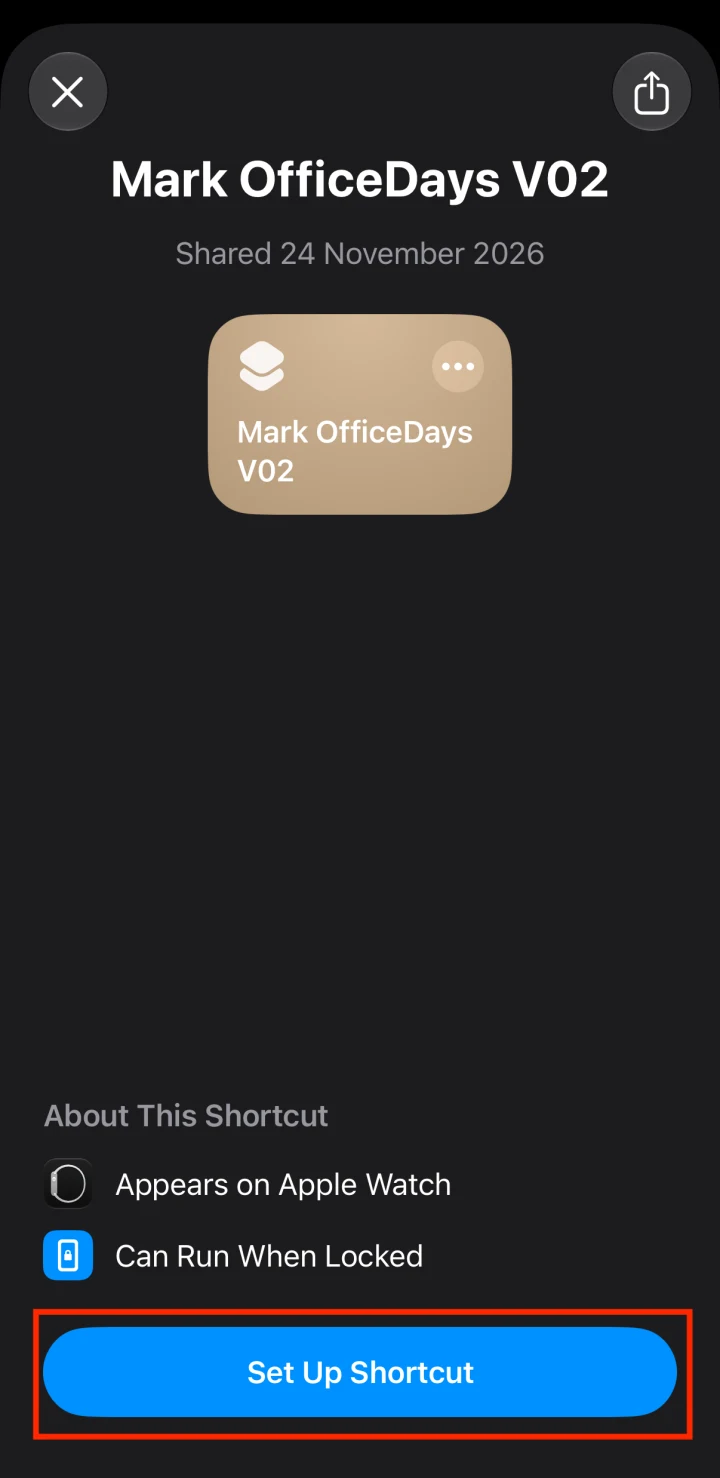 Mark OfficeDays V02
Shared 24 November 2026
Mark OfficeDays
V02
About This Shortcut
Appears on Apple Watch
Can Run When Locked
Set Up Shortcut